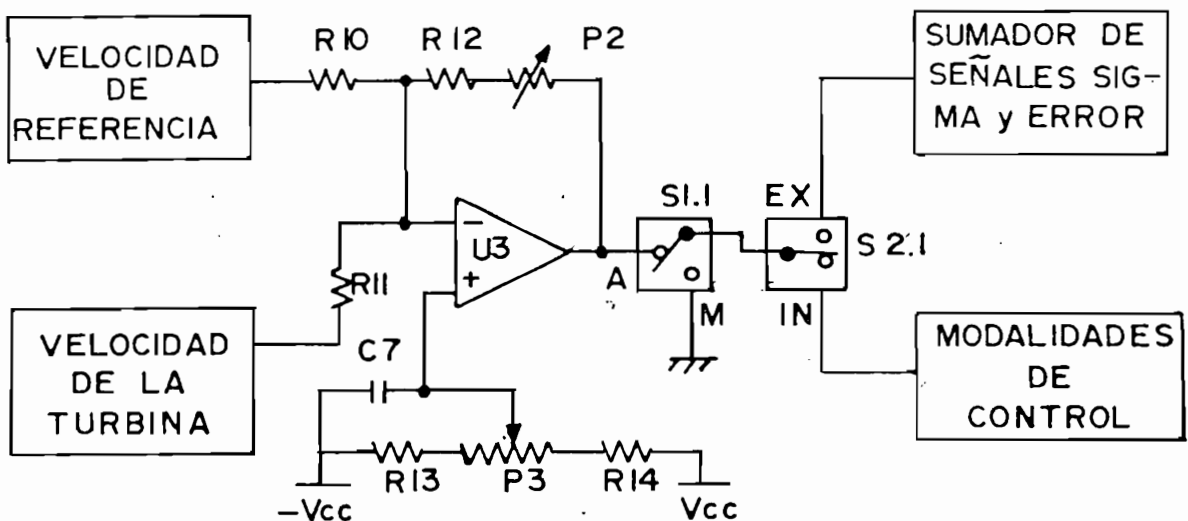 VELOCIDAD
DE
REFERENCIA
R10
R12
P2
SUMADOR DE
SEÑALES SIG-
MA y ERROR
S1.1
EX
-
U3
+
S2.1
R11
A
M
IN
VELOCIDAD
DE LA
TURBINA
C7
MODALIDADES
DE
CONTROL
R13
P3
R14
-Vcc
Vcc